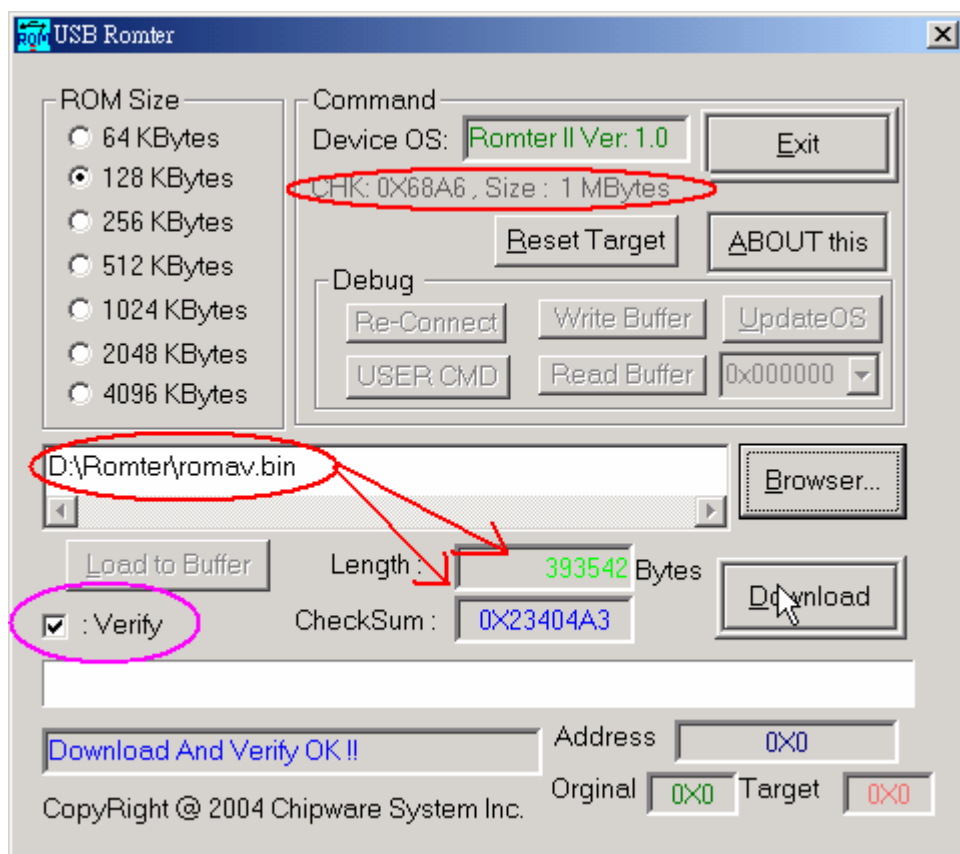 USB Romter
ROM Size
64 KBytes
128 KBytes
256 KBytes
512 KBytes
1024 KBytes
2048 KBytes
4096 KBytes
Command
Device OS: Romter II Ver: 1.0
Exit
CHK: 0X68A6 , Size : 1 MBytes
Reset Target
ABOUT this
Debug
Re-Connect
Write Buffer
UpdateOS
USER CMD
Read Buffer
0x000000
D:\Romter\romav.bin
Browser...
Load to Buffer
Length : 393542 Bytes
Download
: Verify
CheckSum : 0X23404A3
Download And Verify OK !!
Address 0X0
Orginal 0X0 Target 0X0
CopyRight @ 2004 Chipware System Inc.